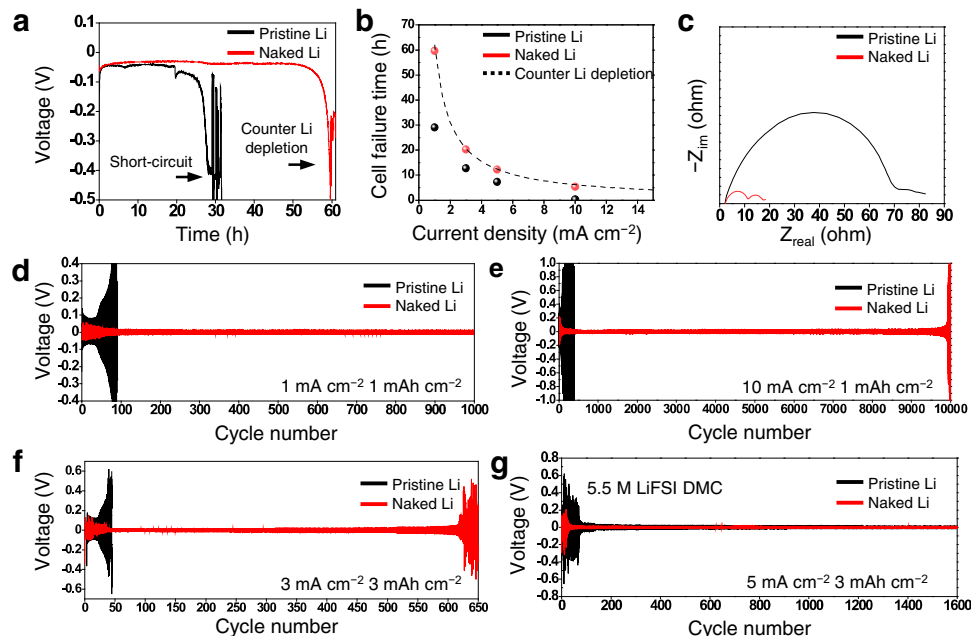 a
Pristine Li
Naked Li
0.1
0
-0.1
-0.2
-0.3
-0.4
-0.5
Voltage (V)
Short-circuit
Counter Li
depletion
0 10 20 30 40 50 60
Time (h)
b
Pristine Li
Naked Li
Counter Li depletion
70
60
50
40
30
20
10
0
Cell failure time (h)
0 2 4 6 8 10 12 14
Current density (mA cm⁻²)
c
Pristine Li
Naked Li
−Z_im (ohm)
0 10 20 30 40 50 60 70 80 90
Z_real (ohm)
d
Pristine Li
Naked Li
0.4
0.3
0.2
0.1
0
-0.1
-0.2
-0.3
-0.4
Voltage (V)
1 mA cm⁻² 1 mAh cm⁻²
0 100 200 300 400 500 600 700 800 900 1000
Cycle number
e
Pristine Li
Naked Li
1.0
0.8
0.6
0.4
0.2
0.0
-0.2
-0.4
-0.6
-0.8
-1.0
Voltage (V)
10 mA cm⁻² 1 mAh cm⁻²
0 1000 2000 3000 4000 5000 6000 7000 8000 9000 10000
Cycle number
f
Pristine Li
Naked Li
0.6
0.4
0.2
0
-0.2
-0.4
-0.6
Voltage (V)
3 mA cm⁻² 3 mAh cm⁻²
0 50 100 150 200 250 300 350 400 450 500 550 600 650
Cycle number
g
5.5 M LiFSI DMC
Pristine Li
Naked Li
0.8
0.6
0.4
0.2
0
-0.2
-0.4
-0.6
-0.8
Voltage (V)
5 mA cm⁻² 3 mAh cm⁻²
0 200 400 600 800 1000 1200 1400 1600
Cycle number